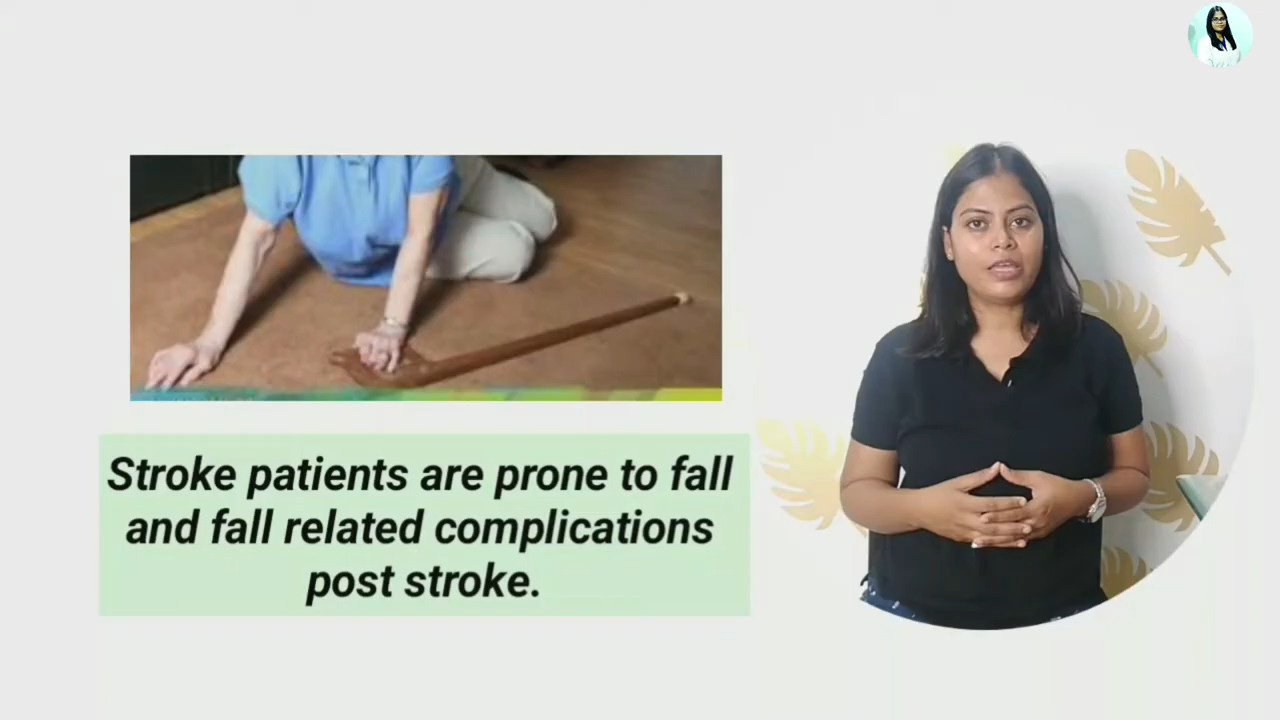 Stroke patients are prone to fall
and fall related complications
post stroke.